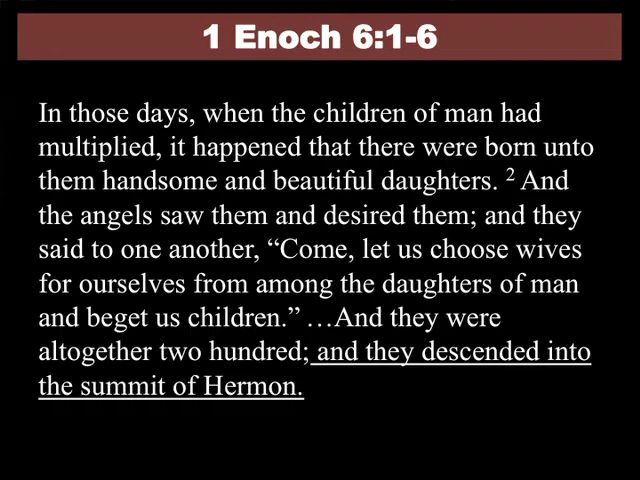 1 Enoch 6:1-6
In those days, when the children of man had
multiplied, it happened that there were born unto
them handsome and beautiful daughters. ² And
the angels saw them and desired them; and they
said to one another, “Come, let us choose wives
for ourselves from among the daughters of man
and beget us children.” …And they were
altogether two hundred; and they descended into
the summit of Hermon.